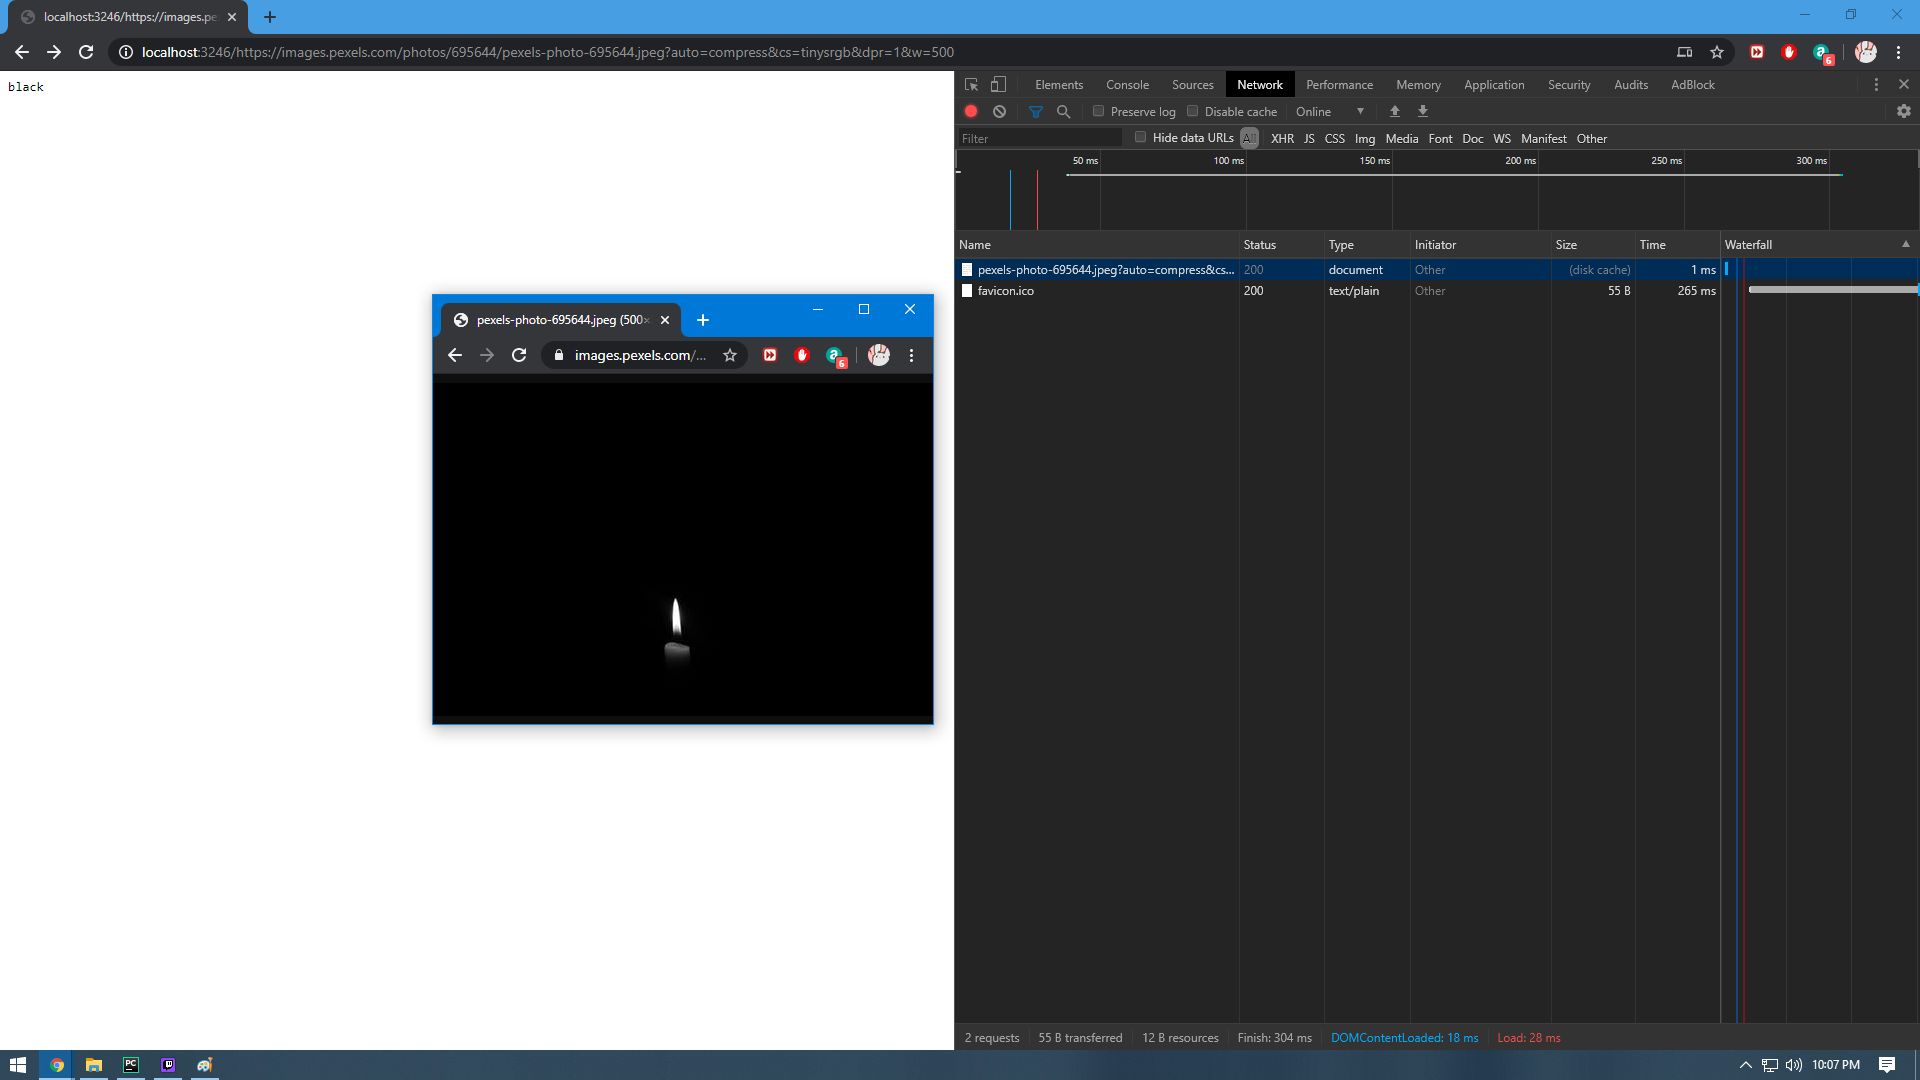 localhost:3246/https://images.pe
localhost:3246/https://images.pexels.com/photos/695644/pexels-photo-695644.jpeg?auto=compress&cs=tinysrgb&dpr=1&w=500
6
black
Elements Console Sources Network Performance Memory Application Security Audits AdBlock
Preserve log Disable cache Online
Filter Hide data URLs All XHR JS CSS Img Media Font Doc WS Manifest Other
50 ms 100 ms 150 ms 200 ms 250 ms 300 ms
Name Status Type Initiator Size Time Waterfall
pexels-photo-695644.jpeg?auto=compress&cs... 200 document Other (disk cache) 1 ms
favicon.ico 200 text/plain Other 55 B 265 ms
pexels-photo-695644.jpeg (500×
images.pexels.com/...
6
2 requests 55 B transferred 12 B resources Finish: 304 ms DOMContentLoaded: 18 ms Load: 28 ms
PC
10:07 PM